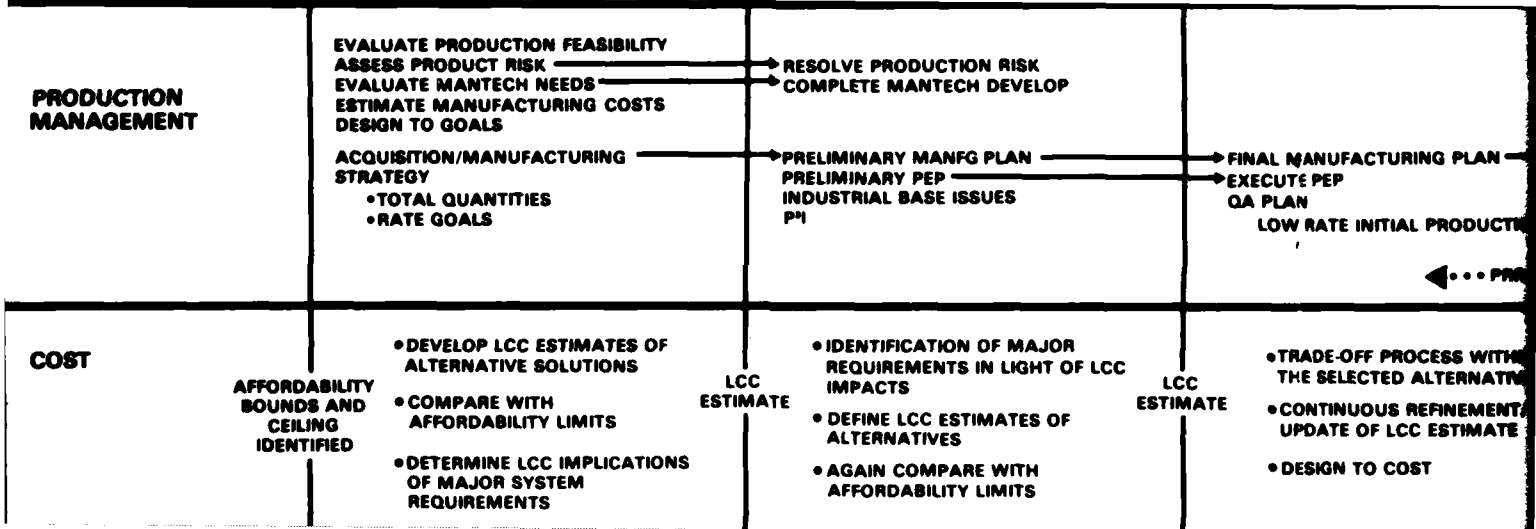 PRODUCTION
MANAGEMENT
EVALUATE PRODUCTION FEASIBILITY
ASSESS PRODUCT RISK
EVALUATE MANTECH NEEDS
ESTIMATE MANUFACTURING COSTS
DESIGN TO GOALS
ACQUISITION/MANUFACTURING
STRATEGY
•TOTAL QUANTITIES
•RATE GOALS
RESOLVE PRODUCTION RISK
COMPLETE MANTECH DEVELOP
PRELIMINARY MANFG PLAN
PRELIMINARY PEP
INDUSTRIAL BASE ISSUES
FINAL MANUFACTURING PLAN
EXECUTE PEP
QA PLAN
LOW RATE INITIAL
COST
AFFORDABILITY
BOUNDS AND
CEILING
IDENTIFIED
•DEVELOP LCC ESTIMATES OF
ALTERNATIVE SOLUTIONS
•COMPARE WITH
AFFORDABILITY LIMITS
•DETERMINE LCC IMPLICATIONS
OF MAJOR SYSTEM
REQUIREMENTS
LCC
ESTIMATE
•IDENTIFICATION OF MAJOR
REQUIREMENTS IN LIGHT OF LCC
IMPACTS
•DEFINE LCC ESTIMATES OF
ALTERNATIVES
•AGAIN COMPARE WITH
AFFORDABILITY LIMITS
LCC
ESTIMATE
•TRADE-OFF PROCESS
THE SELECTED
•CONTINUOUS REFINEMENT
UPDATE OF LCC ESTIMATE
•DESIGN TO COST